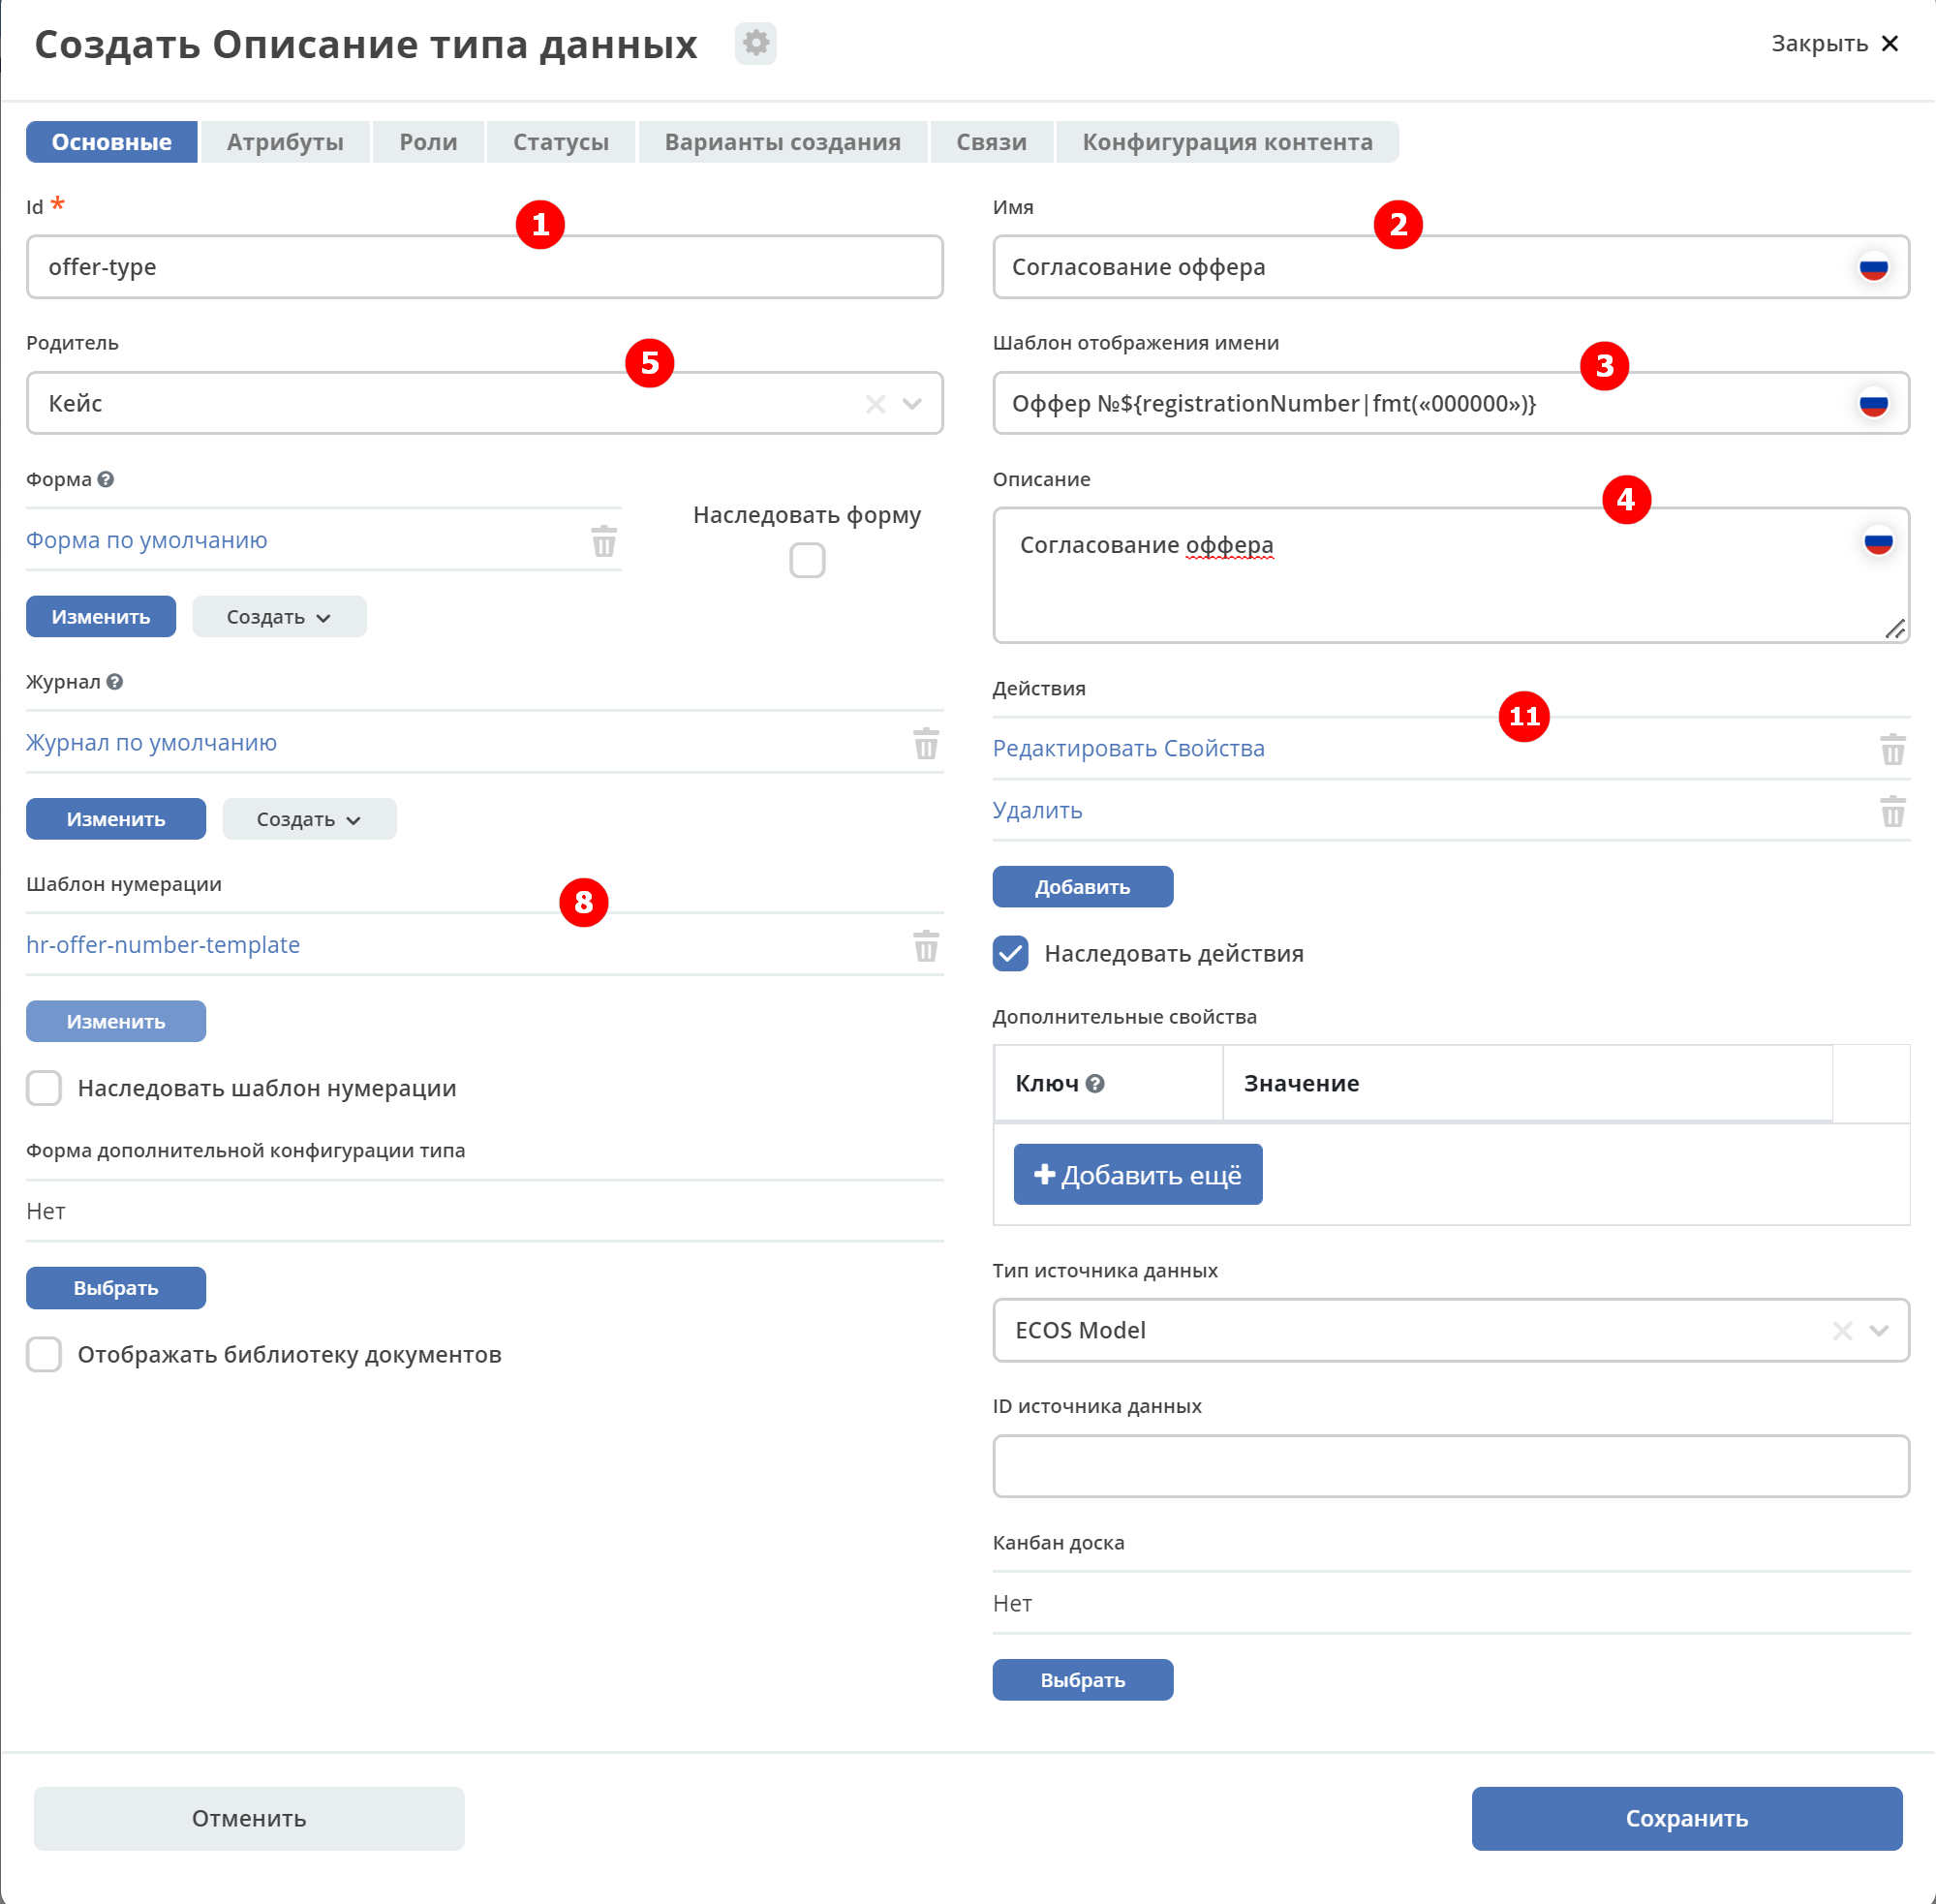 Создать Описание типа данных
Закрыть
Основные Атрибуты Роли Статусы Варианты создания Связи Конфигурация контента
Id *
1
offer-type
Родитель
5
Кейс
Форма ?
Форма по умолчанию
Наследовать форму
Изменить Создать
Журнал ?
Журнал по умолчанию
Изменить Создать
Шаблон нумерации
8
hr-offer-number-template
Изменить
Наследовать шаблон нумерации
Форма дополнительной конфигурации типа
Нет
Выбрать
Отображать библиотеку документов
Имя
2
Согласование оффера
Шаблон отображения имени
3
Оффер №${registrationNumber|fmt(«000000»)}
Описание
4
Согласование оффера
Действия
11
Редактировать Свойства
Удалить
Добавить
Наследовать действия
Дополнительные свойства
Ключ ? Значение
+ Добавить ещё
Тип источника данных
ECOS Model
ID источника данных
Канбан доска
Нет
Выбрать
Отменить Сохранить